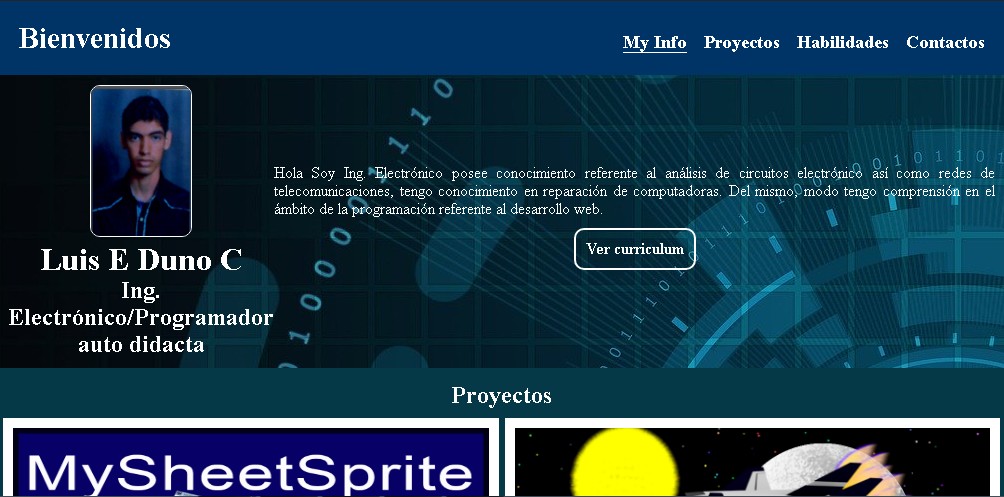 Bienvenidos
My Info Proyectos Habilidades Contactos
Hola Soy Ing. Electrónico posee conocimiento referente al análisis de circuitos electrónico así como redes de
telecomunicaciones, tengo conocimiento en reparación de computadoras. Del mismo, modo tengo comprensión en el
ámbito de la programación referente al desarrollo web.
Ver curriculum
Luis E Duno C
Ing.
Electrónico/Programador
auto didacta
Proyectos
MySheetSprite